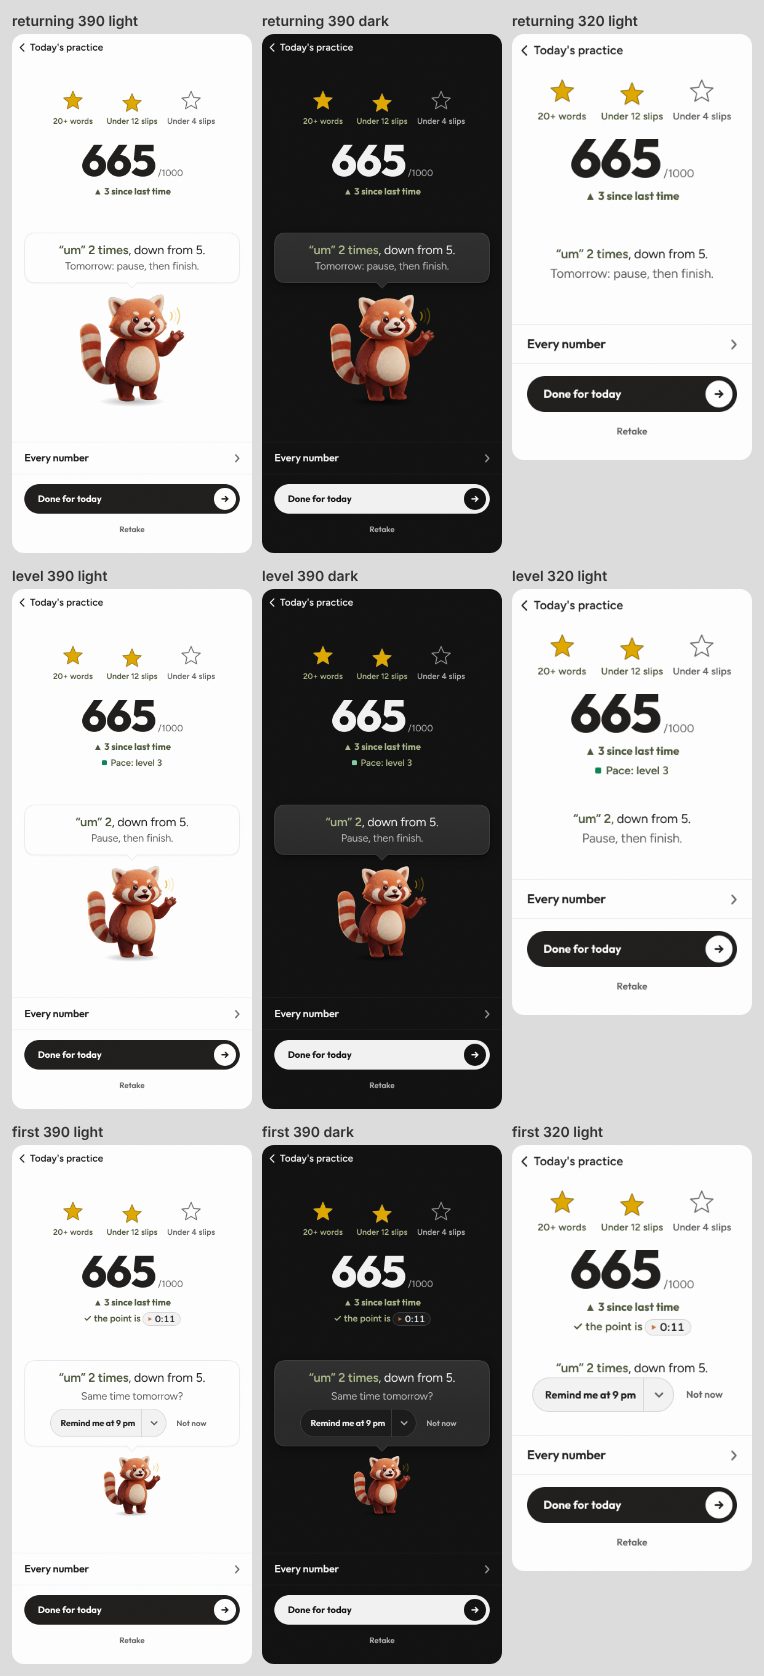 returning 390 light
Today's practice
20+ words Under 12 slips Under 4 slips
665 /1000
▲ 3 since last time
“um” 2 times, down from 5.
Tomorrow: pause, then finish.
Every number
Done for today
Retake
returning 390 dark
Today's practice
20+ words Under 12 slips Under 4 slips
665 /1000
▲ 3 since last time
“um” 2 times, down from 5.
Tomorrow: pause, then finish.
Every number
Done for today
Retake
returning 320 light
Today's practice
20+ words Under 12 slips Under 4 slips
665 /1000
▲ 3 since last time
“um” 2 times, down from 5.
Tomorrow: pause, then finish.
Every number
Done for today
Retake
level 390 light
Today's practice
20+ words Under 12 slips Under 4 slips
665 /1000
▲ 3 since last time
Pace: level 3
“um” 2, down from 5.
Pause, then finish.
Every number
Done for today
Retake
level 390 dark
Today's practice
20+ words Under 12 slips Under 4 slips
665 /1000
▲ 3 since last time
Pace: level 3
“um” 2, down from 5.
Pause, then finish.
Every number
Done for today
Retake
level 320 light
Today's practice
20+ words Under 12 slips Under 4 slips
665 /1000
▲ 3 since last time
Pace: level 3
“um” 2, down from 5.
Pause, then finish.
Every number
Done for today
Retake
first 390 light
Today's practice
20+ words Under 12 slips Under 4 slips
665 /1000
▲ 3 since last time
✓ the point is ▸ 0:11
“um” 2 times, down from 5.
Same time tomorrow?
Remind me at 9 pm Not now
Every number
Done for today
Retake
first 390 dark
Today's practice
20+ words Under 12 slips Under 4 slips
665 /1000
▲ 3 since last time
✓ the point is ▸ 0:11
“um” 2 times, down from 5.
Same time tomorrow?
Remind me at 9 pm Not now
Every number
Done for today
Retake
first 320 light
Today's practice
20+ words Under 12 slips Under 4 slips
665 /1000
▲ 3 since last time
✓ the point is ▸ 0:11
“um” 2 times, down from 5.
Remind me at 9 pm Not now
Every number
Done for today
Retake